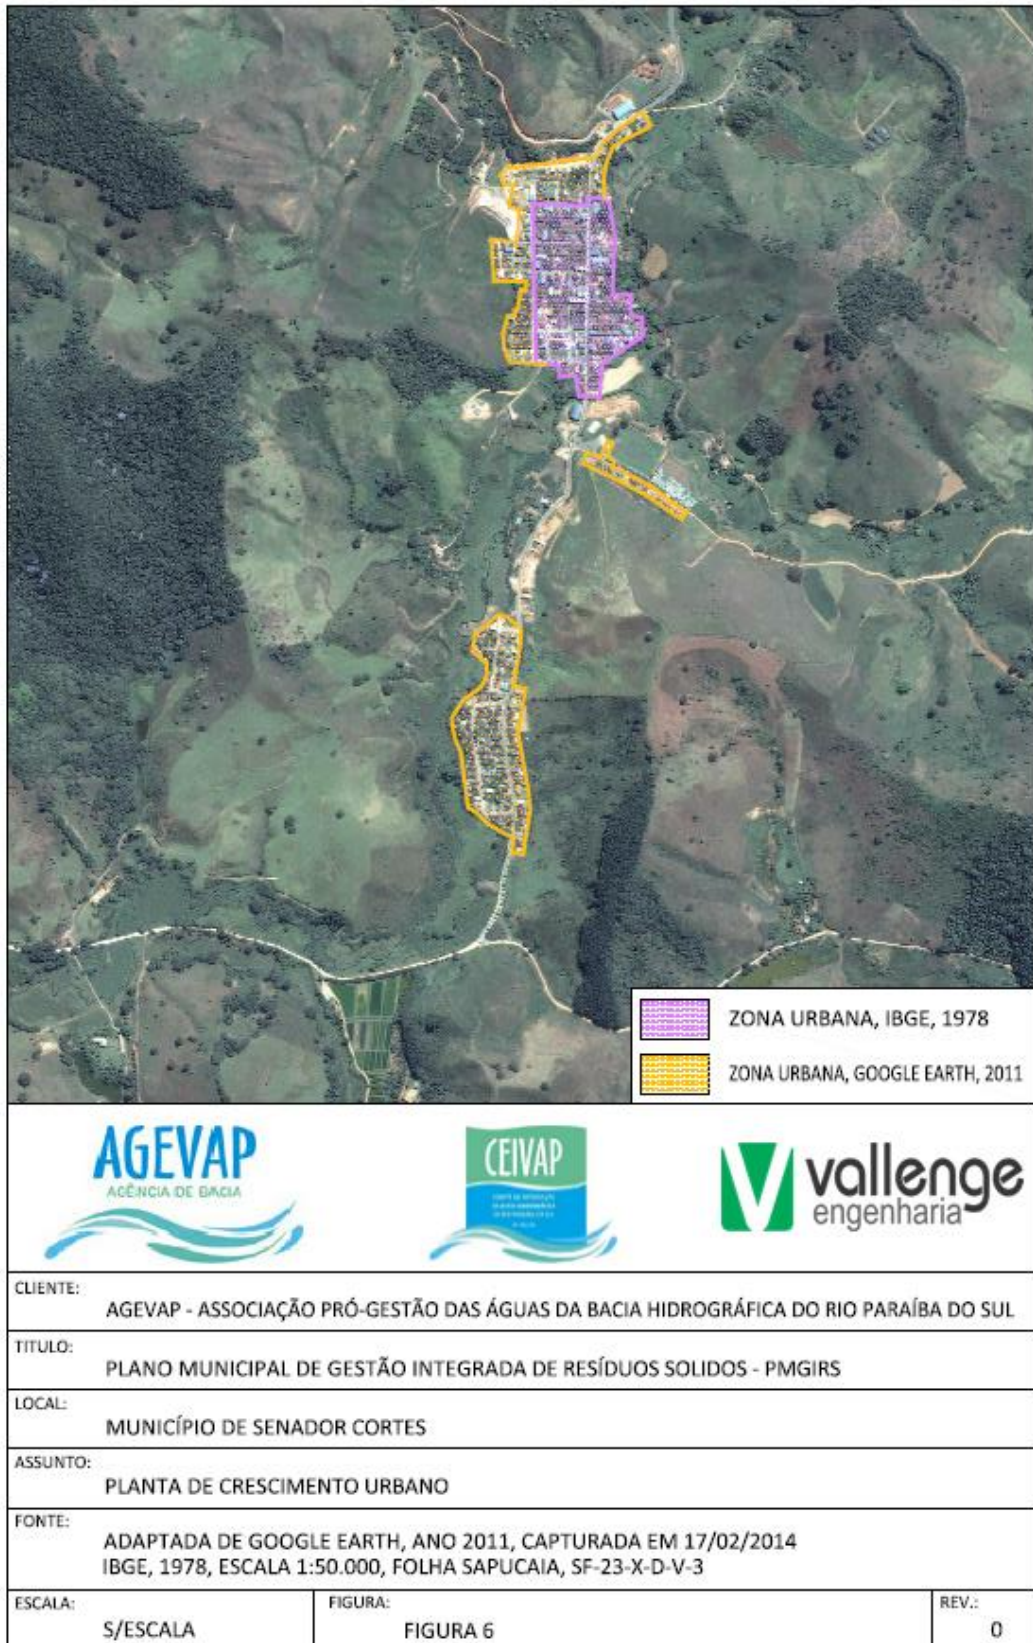 ZONA URBANA, IBGE, 1978
ZONA URBANA, GOOGLE EARTH, 2011
AGEVAP
AGÊNCIA DE BACIA
CEIVAP
vallenge
engenharia
CLIENTE:
AGEVAP - ASSOCIAÇÃO PRÓ-GESTÃO DAS ÁGUAS DA BACIA HIDROGRÁFICA DO RIO PARAÍBA DO SUL
TITULO:
PLANO MUNICIPAL DE GESTÃO INTEGRADA DE RESÍDUOS SOLIDOS - PMGIRS
LOCAL:
MUNICÍPIO DE SENADOR CORTES
ASSUNTO:
PLANTA DE CRESCIMENTO URBANO
FONTE:
ADAPTADA DE GOOGLE EARTH, ANO 2011, CAPTURADA EM 17/02/2014
IBGE, 1978, ESCALA 1:50.000, FOLHA SAPUCAIA, SF-23-X-D-V-3
ESCALA:
S/ESCALA
FIGURA:
FIGURA 6
REV.:
0